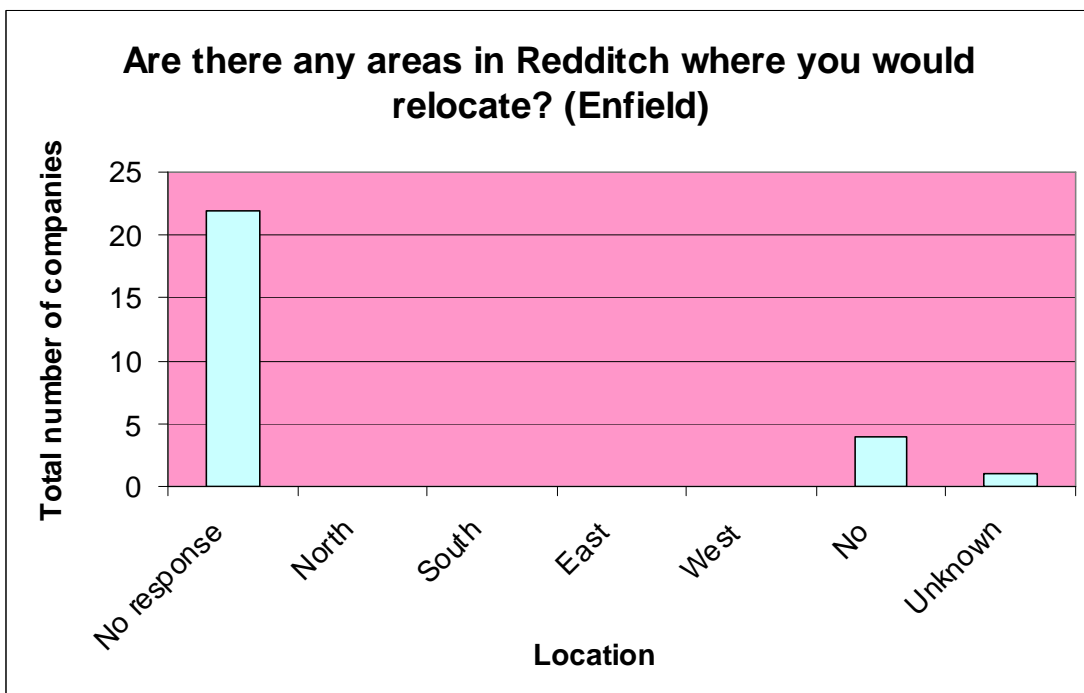 Are there any areas in Redditch where you would
relocate? (Enfield)
Total number of companies
25
20
15
10
5
0
No response
North
South
East
West
No
Unknown
Location